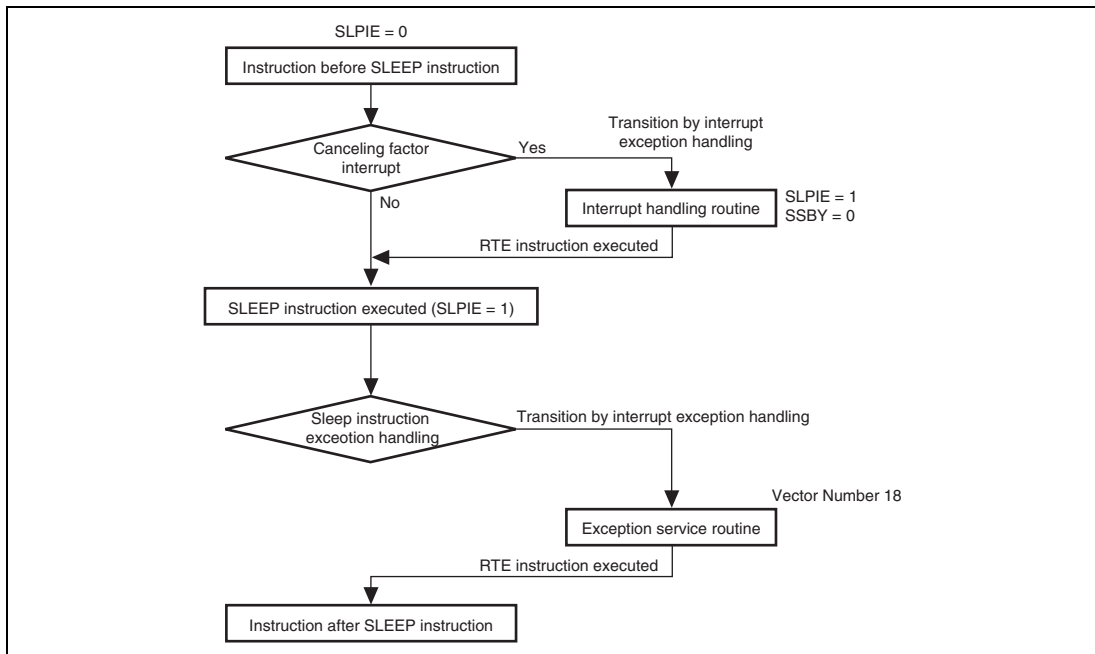 SLPIE = 0
Instruction before SLEEP instruction
Transition by interrupt
exception handling
Canceling factor
interrupt
Yes
No
Interrupt handling routine
SLPIE = 1
SSBY = 0
RTE instruction executed
SLEEP instruction executed (SLPIE = 1)
Sleep instruction
exceotion handling
Transition by interrupt exception handling
Vector Number 18
Exception service routine
RTE instruction executed
Instruction after SLEEP instruction